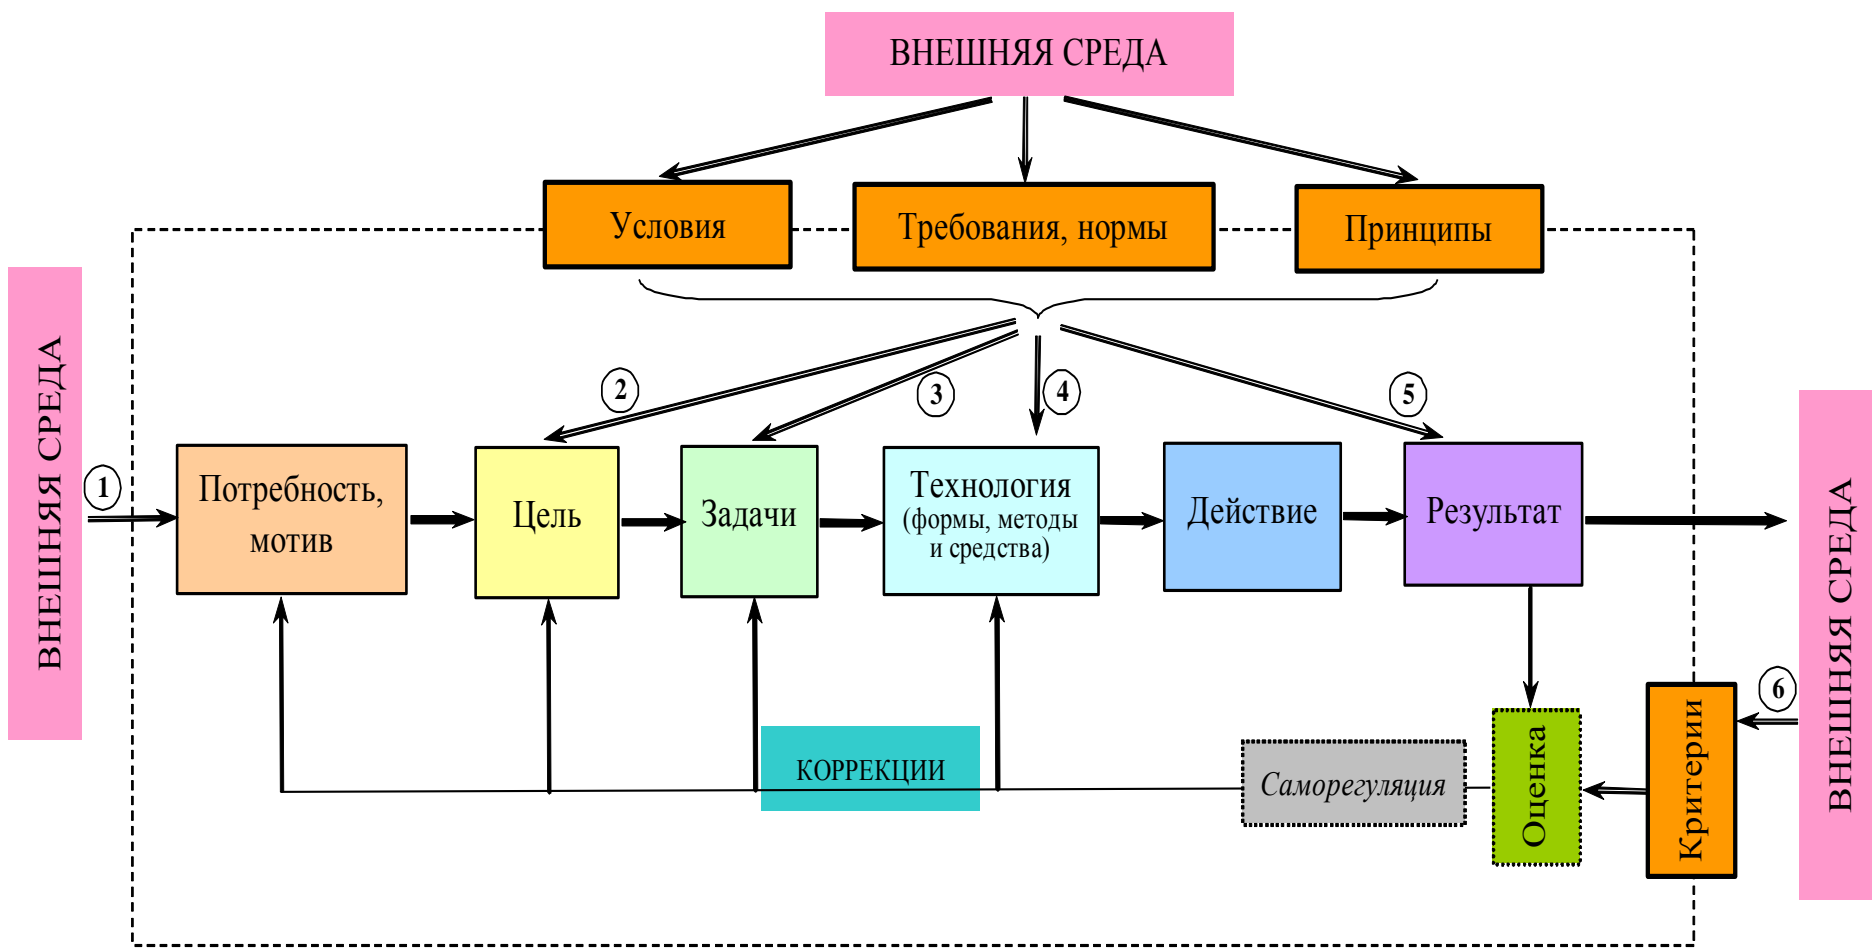 ВНЕШНЯЯ СРЕДА
Условия
Требования, нормы
Принципы
ВНЕШНЯЯ СРЕДА
1
2
3
4
5
Потребность,
мотив
Цель
Задачи
Технология
(формы, методы
и средства)
Действие
Результат
ВНЕШНЯЯ СРЕДА
6
КОРРЕКЦИИ
Саморегуляция
Оценка
Критерии